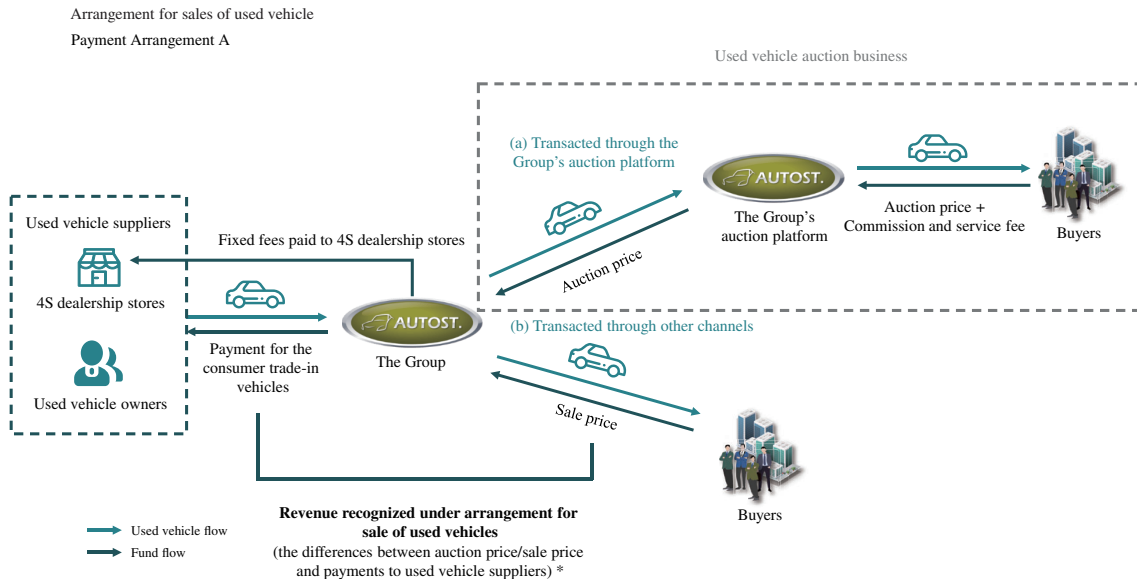 Arrangement for sales of used vehicle
Payment Arrangement A
Used vehicle auction business
(a) Transacted through the
Group's auction platform
AUTOST.
The Group's
auction platform
Auction price +
Commission and service fee
Buyers
Auction price
Used vehicle suppliers
4S dealership stores
Used vehicle owners
Fixed fees paid to 4S dealership stores
Payment for the
consumer trade-in
vehicles
AUTOST.
The Group
(b) Transacted through other channels
Sale price
Buyers
Revenue recognized under arrangement for
sale of used vehicles
(the differences between auction price/sale price
and payments to used vehicle suppliers) *
Used vehicle flow
Fund flow